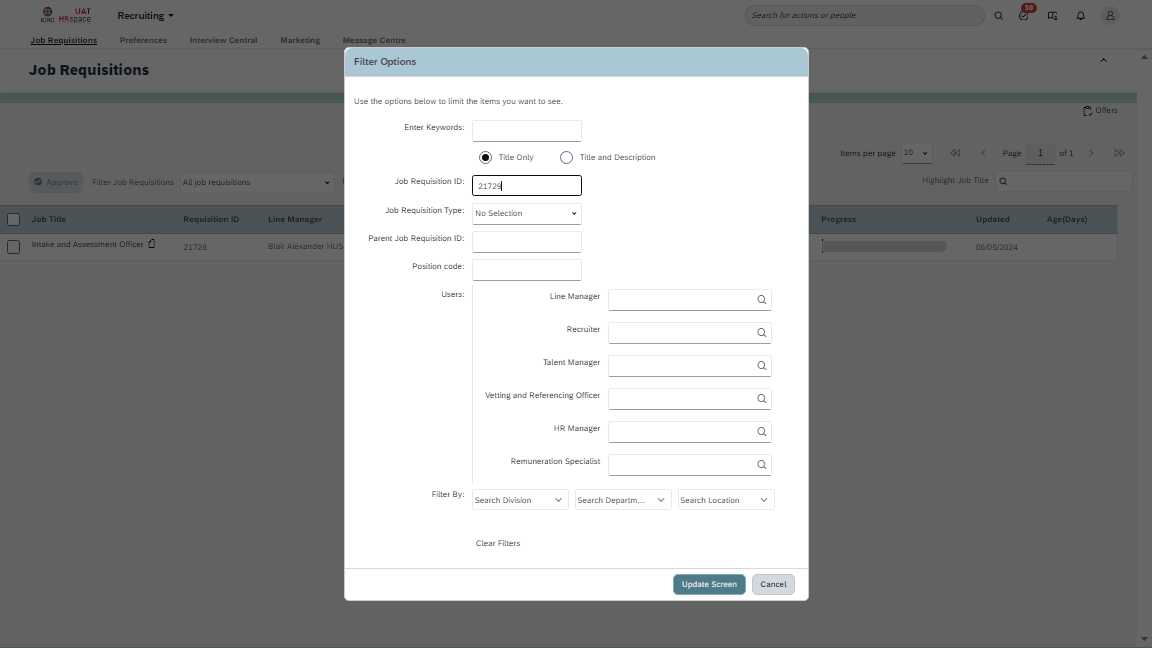 ICRC
UAT
HRspace
Recruiting
Search for actions or people
10
Job Requisitions
Preferences
Interview Central
Marketing
Message Centre
Job Requisitions
Offers
Items per page
10
Page
1
of 1
Approve
Filter Job Requisitions
All job requisitions
Highlight Job Title
Job Title
Requisition ID
Line Manager
Progress
Updated
Age(Days)
Intake and Assessment Officer
21728
Blair Alexander HUS
06/05/2024
-
Filter Options
Use the options below to limit the items you want to see.
Enter Keywords:
Title Only
Title and Description
Job Requisition ID:
21729
Job Requisition Type:
No Selection
Parent Job Requisition ID:
Position code:
Users:
Line Manager
Recruiter
Talent Manager
Vetting and Referencing Officer
HR Manager
Remuneration Specialist
Filter By:
Search Division
Search Departm...
Search Location
Clear Filters
Update Screen
Cancel